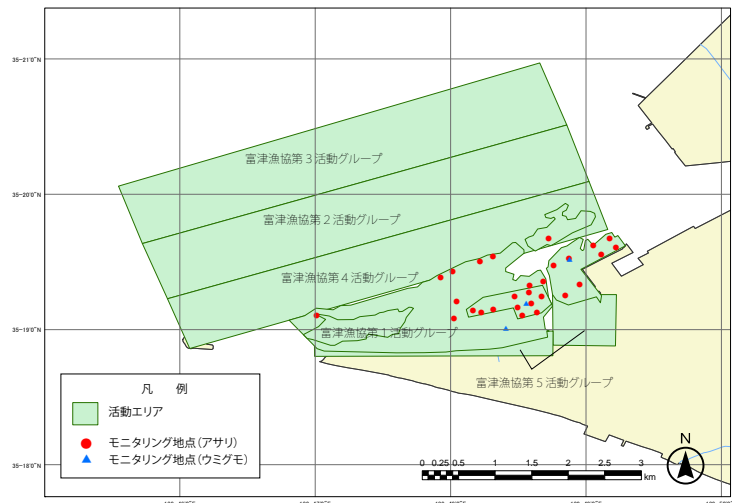 35°21'0"N
富津漁協第３活動グループ
35°20'0"N
富津漁協第２活動グループ
富津漁協第４活動グループ
35°19'0"N
富津漁協第１活動グループ
富津漁協第５活動グループ
凡　例
活動エリア
モニタリング地点(アサリ)
モニタリング地点(ウミグモ)
N
0 0.25 0.5 1 1.5 2 2.5 3
km
35°18'0"N